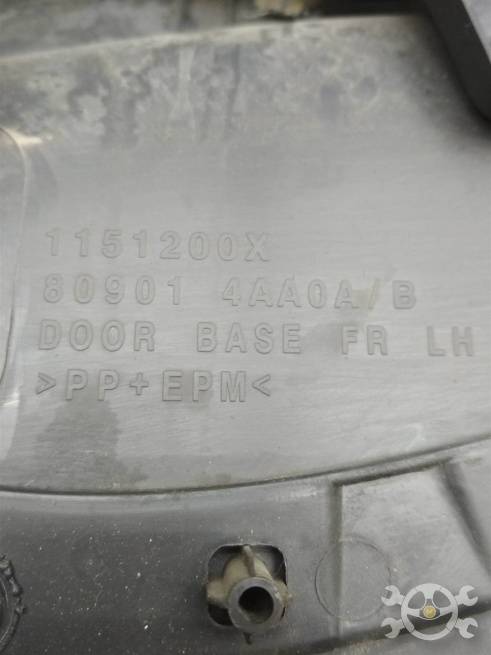 1151200X
80901 4AA0A/B
DOOR BASE FR LH
>PP+EPM<